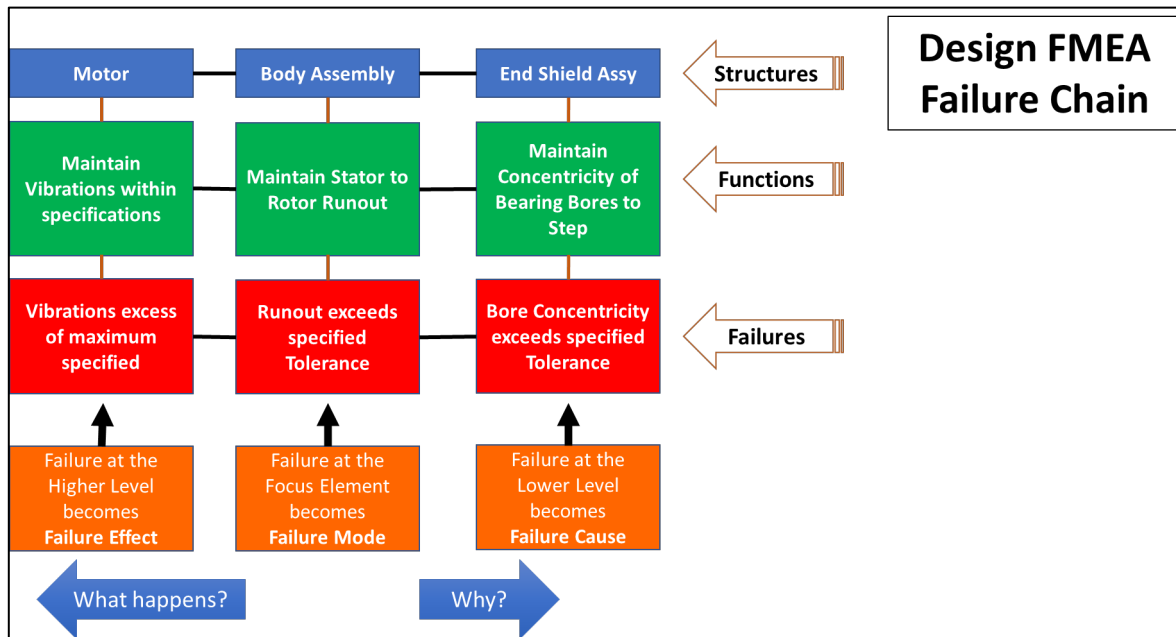 Design FMEA
Failure Chain
Motor
Body Assembly
End Shield Assy
Structures
Maintain
Vibrations within
specifications
Maintain Stator to
Rotor Runout
Maintain
Concentricity of
Bearing Bores to
Step
Functions
Vibrations excess
of maximum
specified
Runout exceeds
specified
Tolerance
Bore Concentricity
exceeds specified
Tolerance
Failures
Failure at the
Higher Level
becomes
Failure Effect
Failure at the
Focus Element
becomes
Failure Mode
Failure at the
Lower Level
becomes
Failure Cause
What happens?
Why?